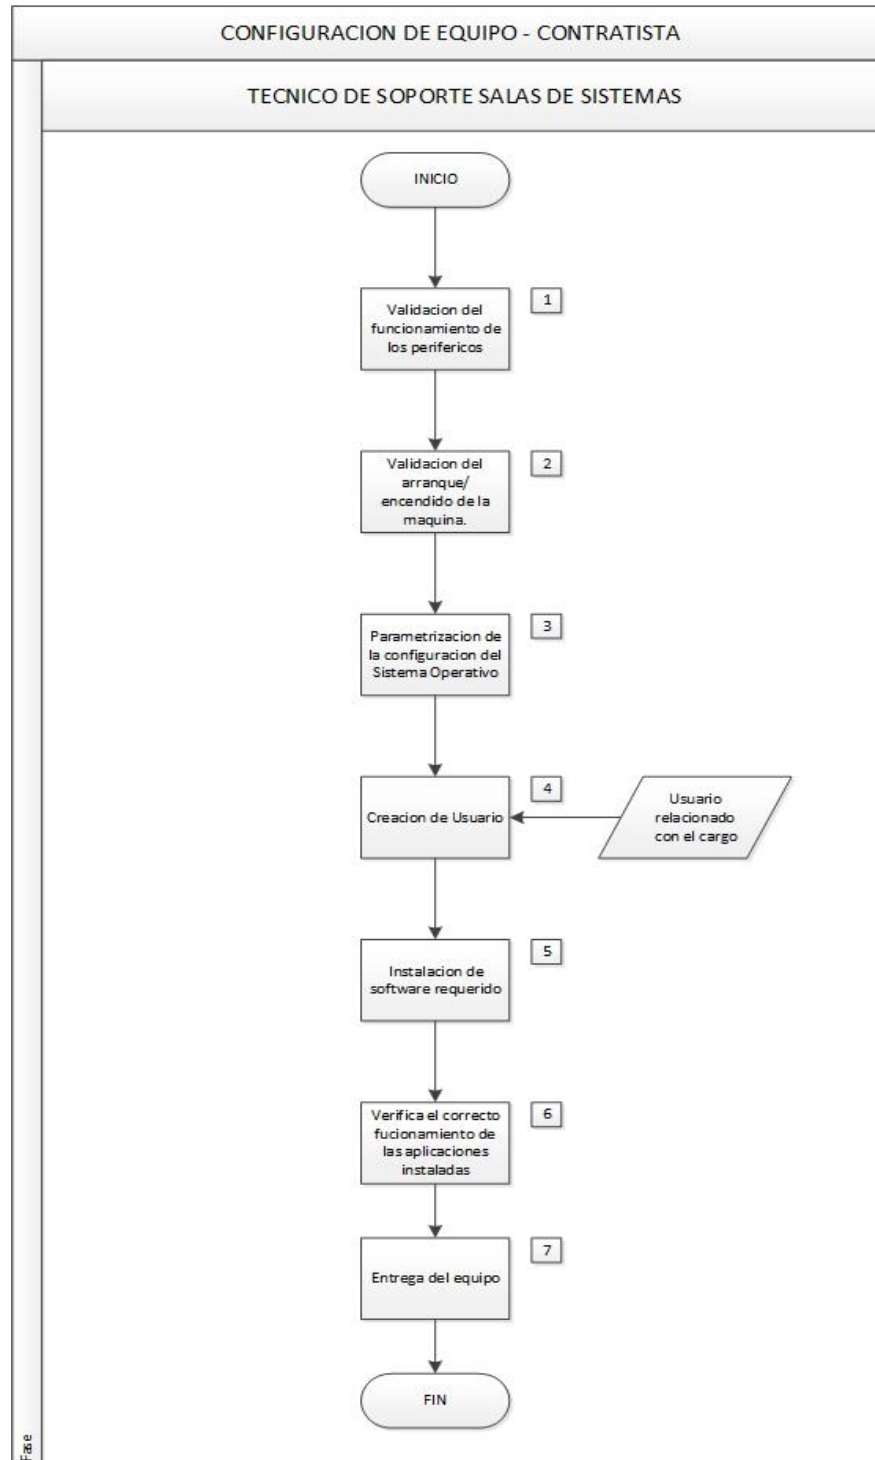 CONFIGURACION DE EQUIPO - CONTRATISTA
TECNICO DE SOPORTE SALAS DE SISTEMAS
INICIO
1
Validacion del
funcionamiento de
los perifericos
2
Validacion del
arranque/
encendido de la
maquina.
3
Parametrizacion de
la configuracion del
Sistema Operativo
4
Creacion de Usuario
Usuario
relacionado
con el cargo
5
Instalacion de
software requerido
6
Verifica el correcto
fucionamiento de
las aplicaciones
instaladas
7
Entrega del equipo
FIN
Fase